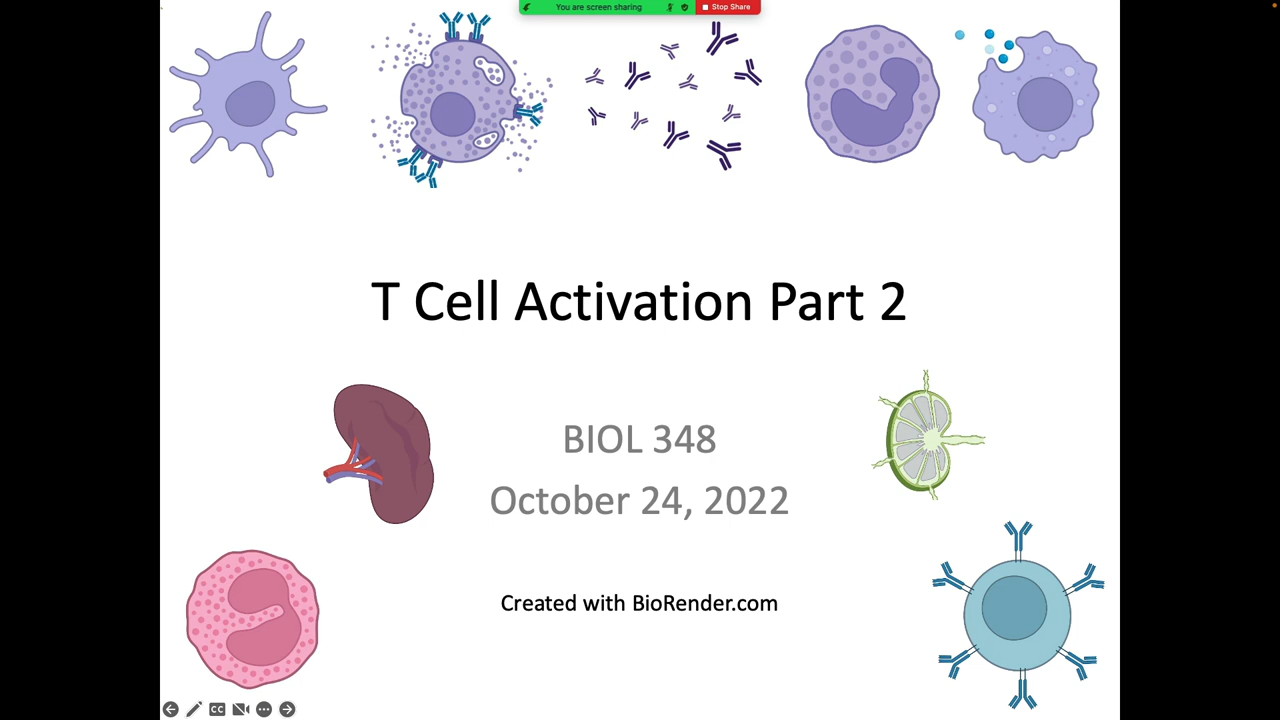 You are screen sharing
Stop Share
T Cell Activation Part 2
BIOL 348
October 24, 2022
Created with BioRender.com
CC